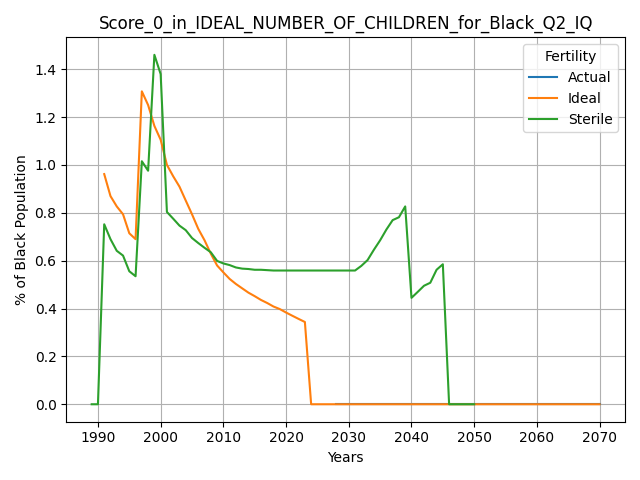 Score_0_in_IDEAL_NUMBER_OF_CHILDREN_for_Black_Q2_IQ
Fertility
Actual
Ideal
Sterile
% of Black Population
1.4
1.2
1.0
0.8
0.6
0.4
0.2
0.0
1990 2000 2010 2020 2030 2040 2050 2060 2070
Years